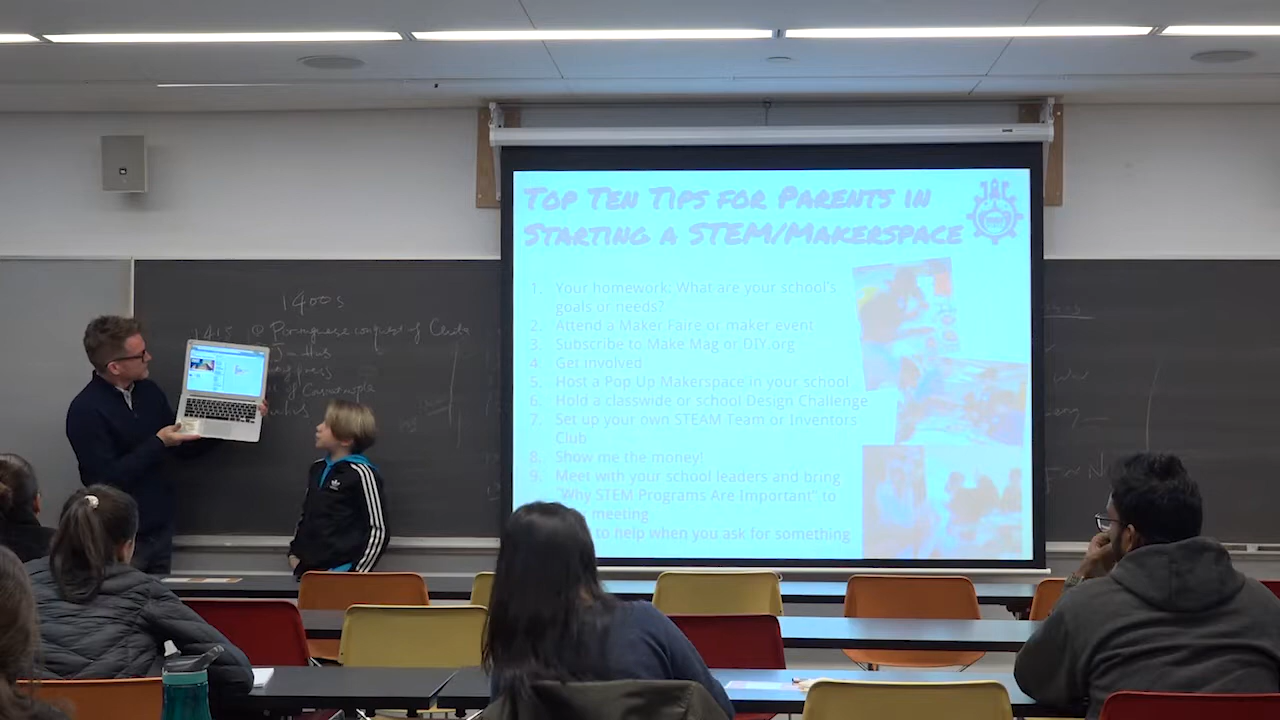 Top Ten Tips for Parents in
Starting a STEM/Makerspace
1. Your homework: What are your school's
goals or needs?
2. Attend a Maker Faire or maker event
3. Subscribe to Make Mag or DIY.org
4. Get involved
5. Host a Pop Up Makerspace in your school
6. Hold a classwide or school Design Challenge
7. Set up your own STEAM Team or Inventors
Club
8. Show me the money!
9. Meet with your school leaders and bring
"Why STEM Programs Are Important" to
meeting
to help when you ask for something
1400s
1415 @ Portuguese conquest of Ceuta